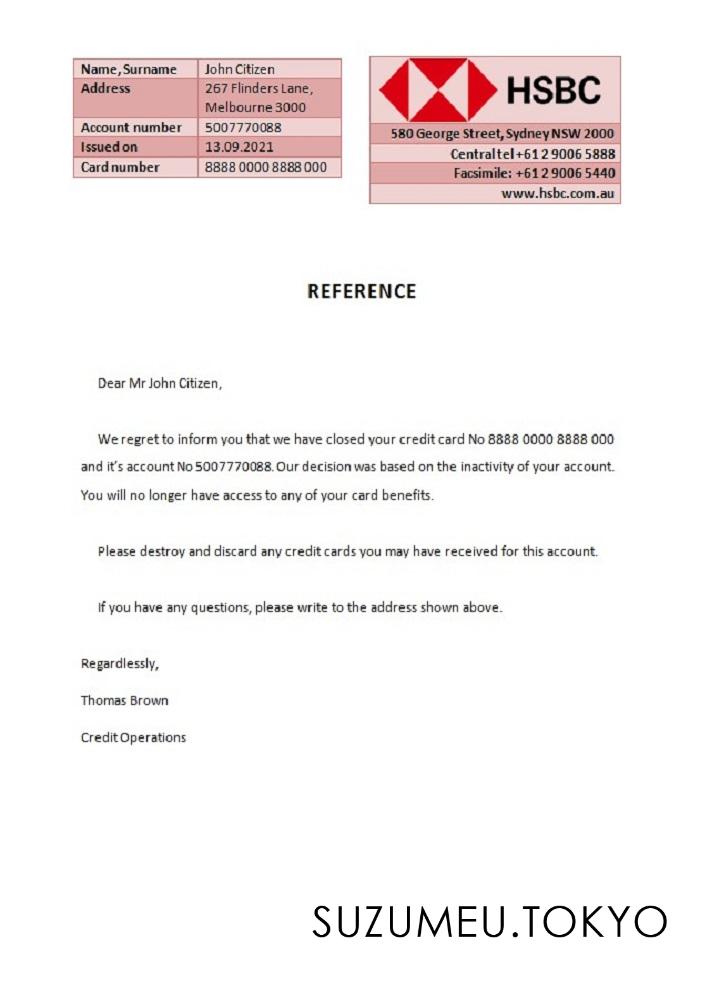 Name, Surname John Citizen
Address 267 Flinders Lane,
Melbourne 3000
Account number 5007770088
Issued on 13.09.2021
Card number 8888 0000 8888 000
HSBC
580 George Street, Sydney NSW 2000
Central tel +61 2 9006 5888
Facsimile: +61 2 9006 5440
www.hsbc.com.au
REFERENCE
Dear Mr John Citizen,
We regret to inform you that we have closed your credit card No 8888 0000 8888 000
and it's account No 5007770088. Our decision was based on the inactivity of your account.
You will no longer have access to any of your card benefits.
Please destroy and discard any credit cards you may have received for this account.
If you have any questions, please write to the address shown above.
Regardlessly,
Thomas Brown
Credit Operations
SUZUMEU.TOKYO